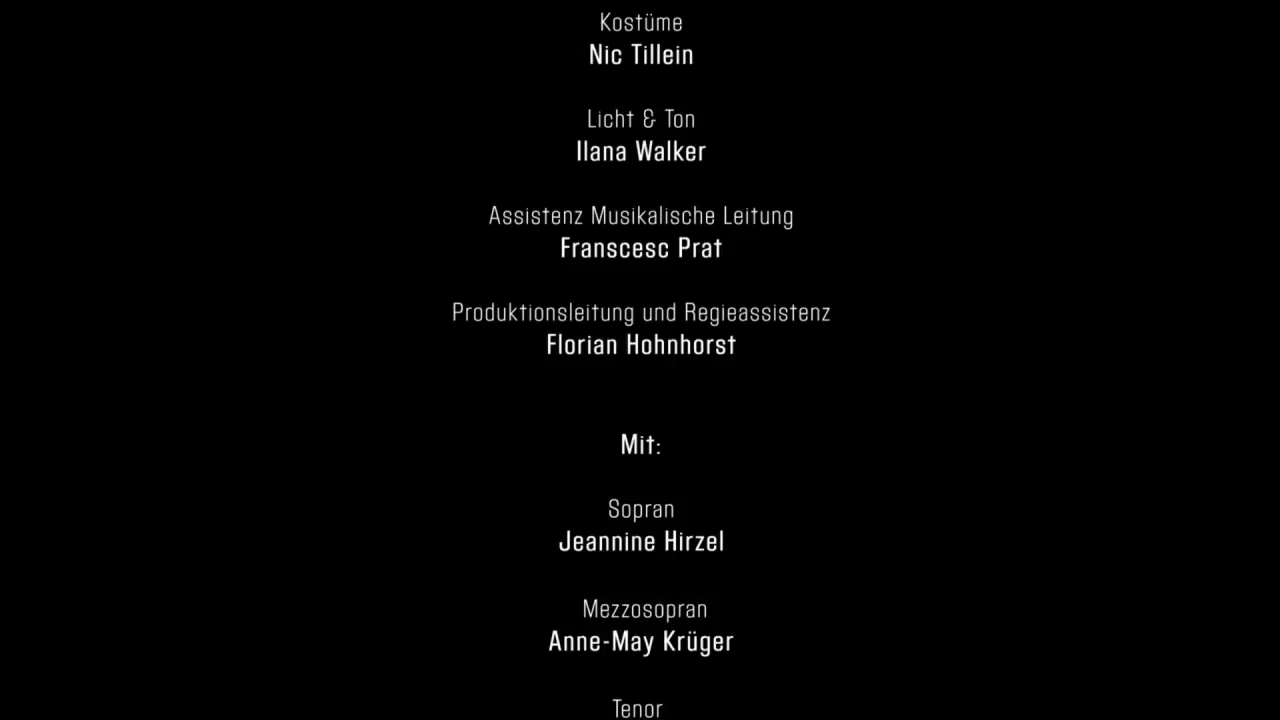 Kostüme
Nic Tillein
Licht & Ton
Ilana Walker
Assistenz Musikalische Leitung
Franscesc Prat
Produktionsleitung und Regieassistenz
Florian Hohnhorst
Mit:
Sopran
Jeannine Hirzel
Mezzosopran
Anne-May Krüger
Tenor